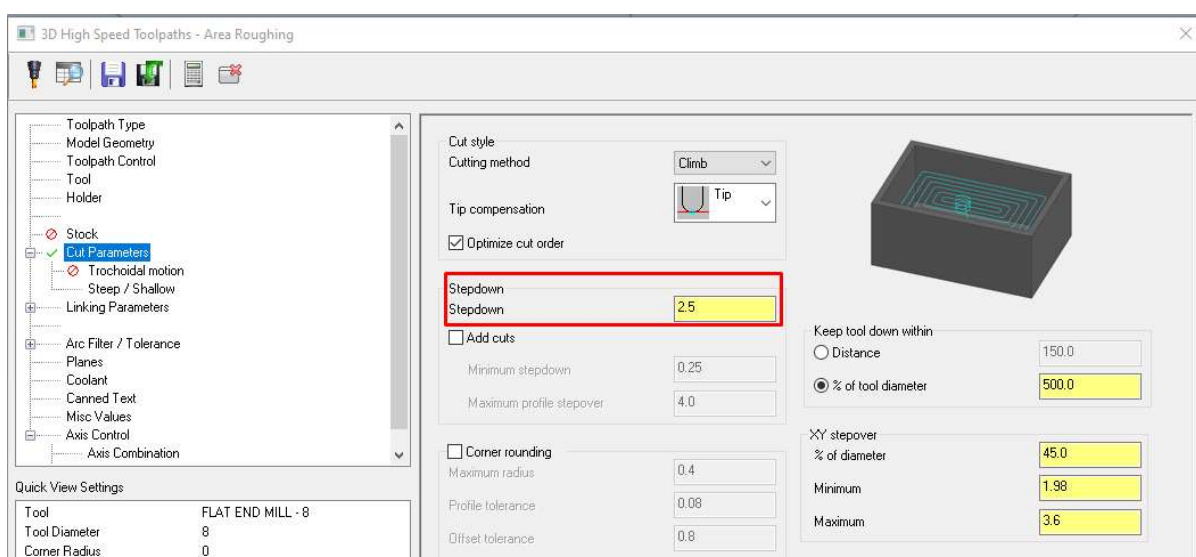 3D High Speed Toolpaths - Area Roughing
Toolpath Type
Model Geometry
Toolpath Control
Tool
Holder
Stock
Cut Parameters
Trochoidal motion
Steep / Shallow
Linking Parameters
Arc Filter / Tolerance
Planes
Coolant
Canned Text
Misc Values
Axis Control
Axis Combination
Quick View Settings
Tool FLAT END MILL - 8
Tool Diameter 8
Corner Radius 0
Cut style
Cutting method Climb
Tip compensation Tip
Optimize cut order
Stepdown
Stepdown 2.5
Add cuts
Minimum stepdown 0.25
Maximum profile stepover 4.0
Corner rounding
Maximum radius 0.4
Profile tolerance 0.08
Offset tolerance 0.8
Keep tool down within
Distance 150.0
% of tool diameter 500.0
XY stepover
% of diameter 45.0
Minimum 1.98
Maximum 3.6